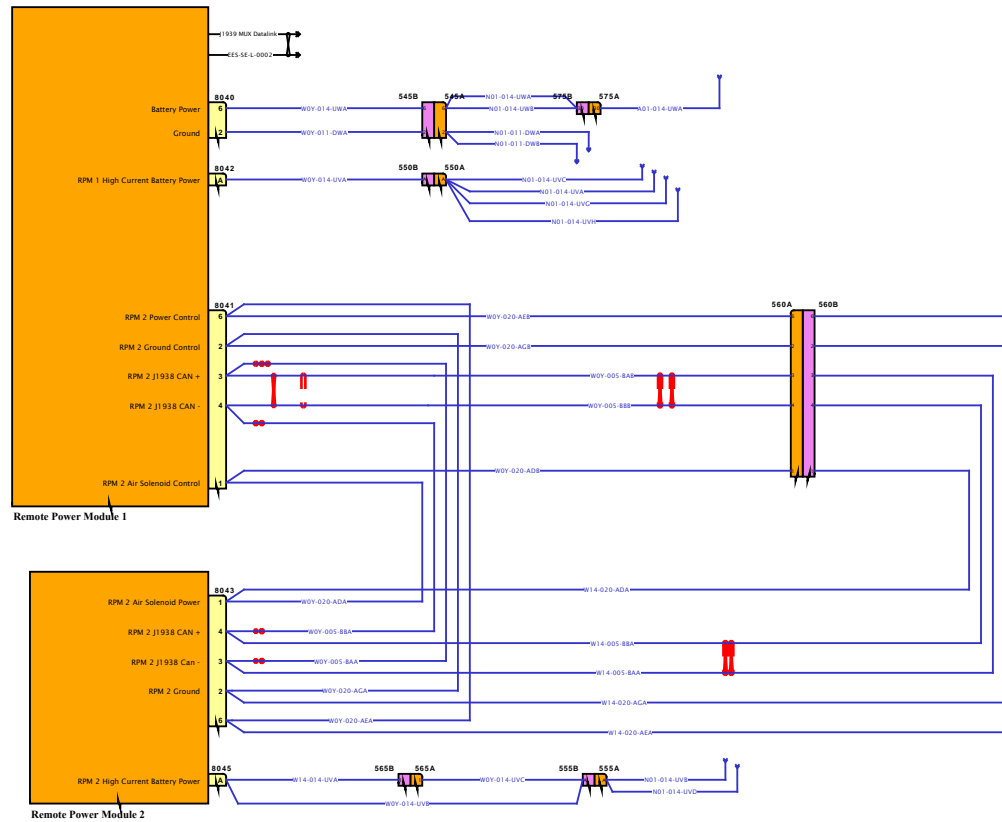 J1939 MUX Datalink
EES-SE-L-0002
8040
545B 545A 575B 575A
N01-014-UWA
Battery Power 6 W0Y-014-UWA N01-014-UWB A01-014-UWA
Ground 2 W0Y-011-DWA N01-011-DWA
N01-011-DWB
8042 550B 550A
RPM 1 High Current Battery Power A W0Y-014-UVA N01-014-UVC
N01-014-UVA
N01-014-UVG
N01-014-UVH
8041 560A 560B
RPM 2 Power Control 6 W0Y-020-AEB
RPM 2 Ground Control 2 W0Y-020-AGB
RPM 2 J1938 CAN + 3 W0Y-005-BAB
RPM 2 J1938 CAN - 4 W0Y-005-BBB
W0Y-020-ADB
RPM 2 Air Solenoid Control 1
Remote Power Module 1
8043 W14-020-ADA
RPM 2 Air Solenoid Power 1 W0Y-020-ADA
RPM 2 J1938 CAN + 4 W0Y-005-BBA
W14-005-BBA
RPM 2 J1938 Can - 3 W0Y-005-BAA
W14-005-BAA
RPM 2 Ground 2 W0Y-020-AGA
W14-020-AGA
6 W0Y-020-AEA
W14-020-AEA
8045 565B 565A 555B 555A
RPM 2 High Current Battery Power A W14-014-UVA W0Y-014-UVC N01-014-UVB
N01-014-UVD
W0Y-014-UVB
Remote Power Module 2